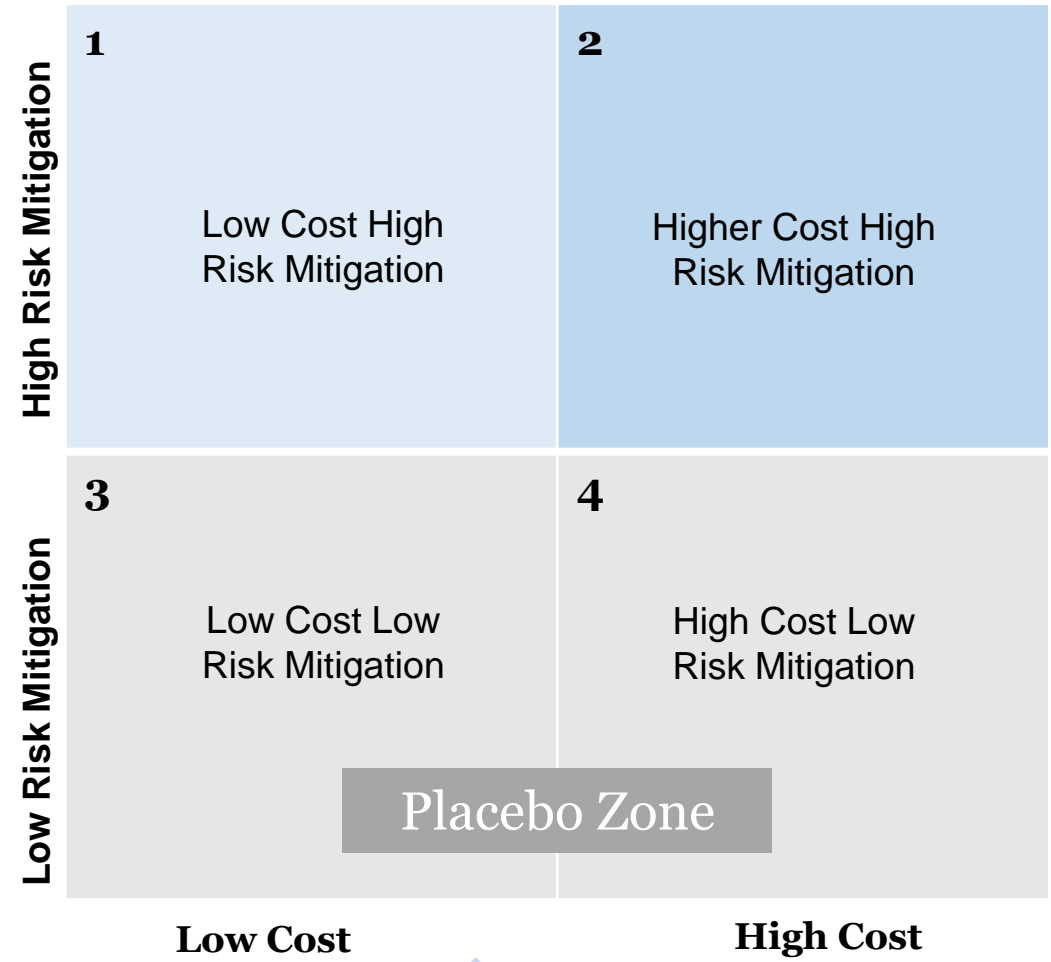 High Risk Mitigation
1
2
Low Cost High
Risk Mitigation
Higher Cost High
Risk Mitigation
Low Risk Mitigation
3
4
Low Cost Low
Risk Mitigation
High Cost Low
Risk Mitigation
Placebo Zone
Low Cost
High Cost